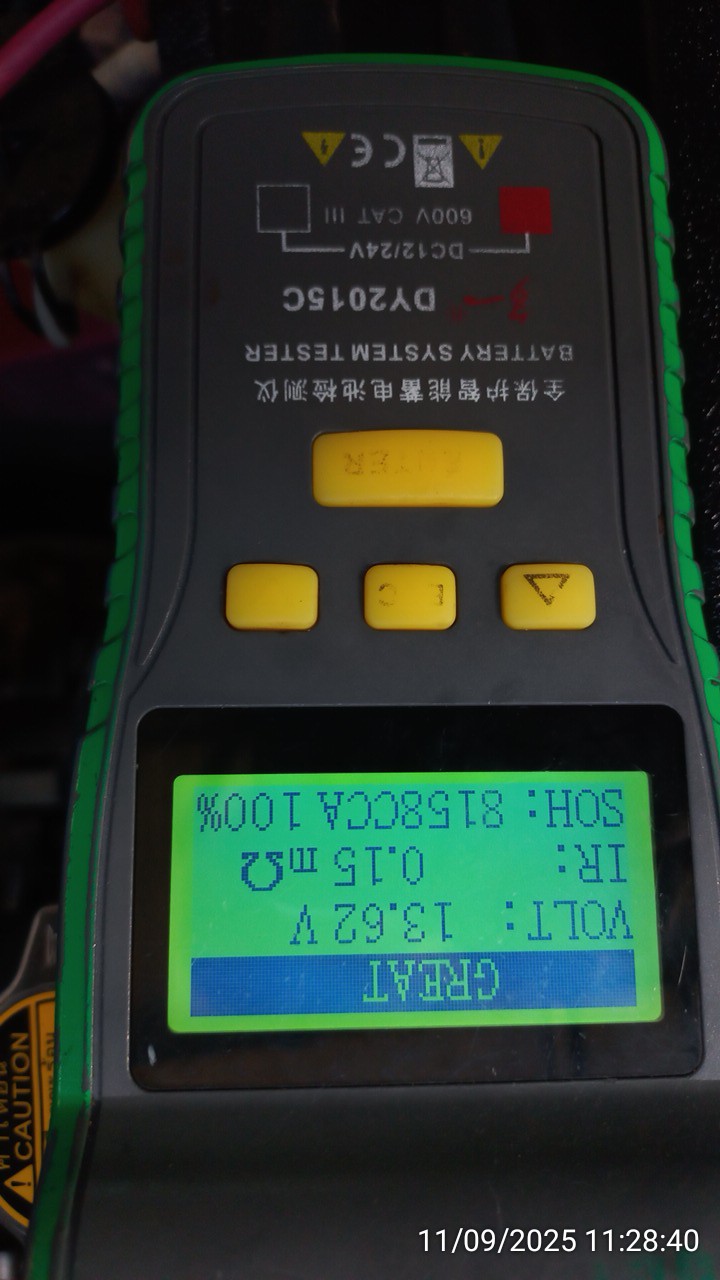 GREAT
VOLT: 13.62 V
IR: 0.15 mΩ
SOH: 8158CCA 100%
全保护智能蓄电池检测仪
BATTERY SYSTEM TESTER
DY2015C
DC12/24V
600V CAT III
CE
CAUTION
11/09/2025 11:28:40